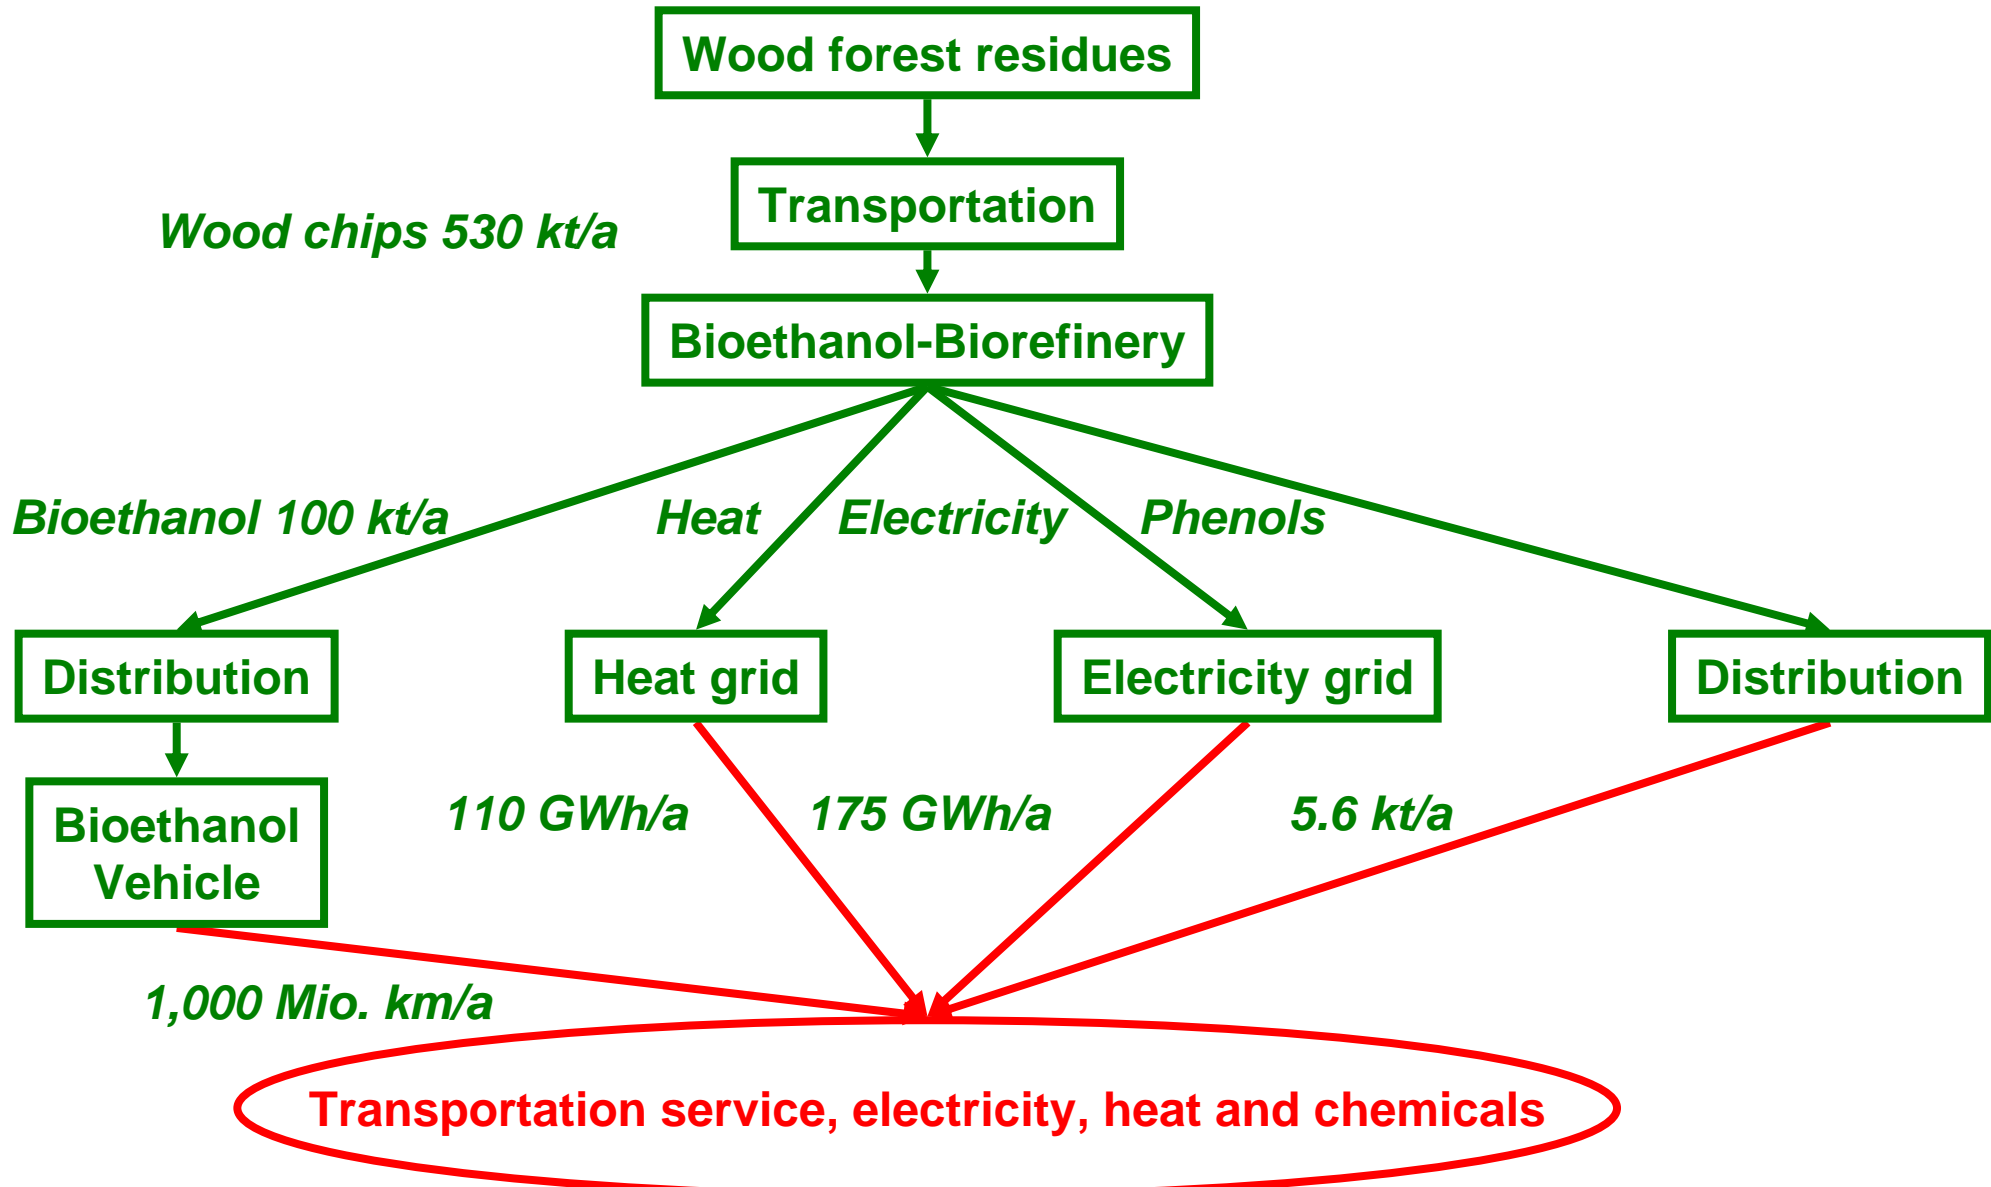 Wood forest residues
Transportation
Wood chips 530 kt/a
Bioethanol-Biorefinery
Bioethanol 100 kt/a
Heat
Electricity
Phenols
Distribution
Heat grid
Electricity grid
Distribution
Bioethanol
Vehicle
110 GWh/a
175 GWh/a
5.6 kt/a
1,000 Mio. km/a
Transportation service, electricity, heat and chemicals